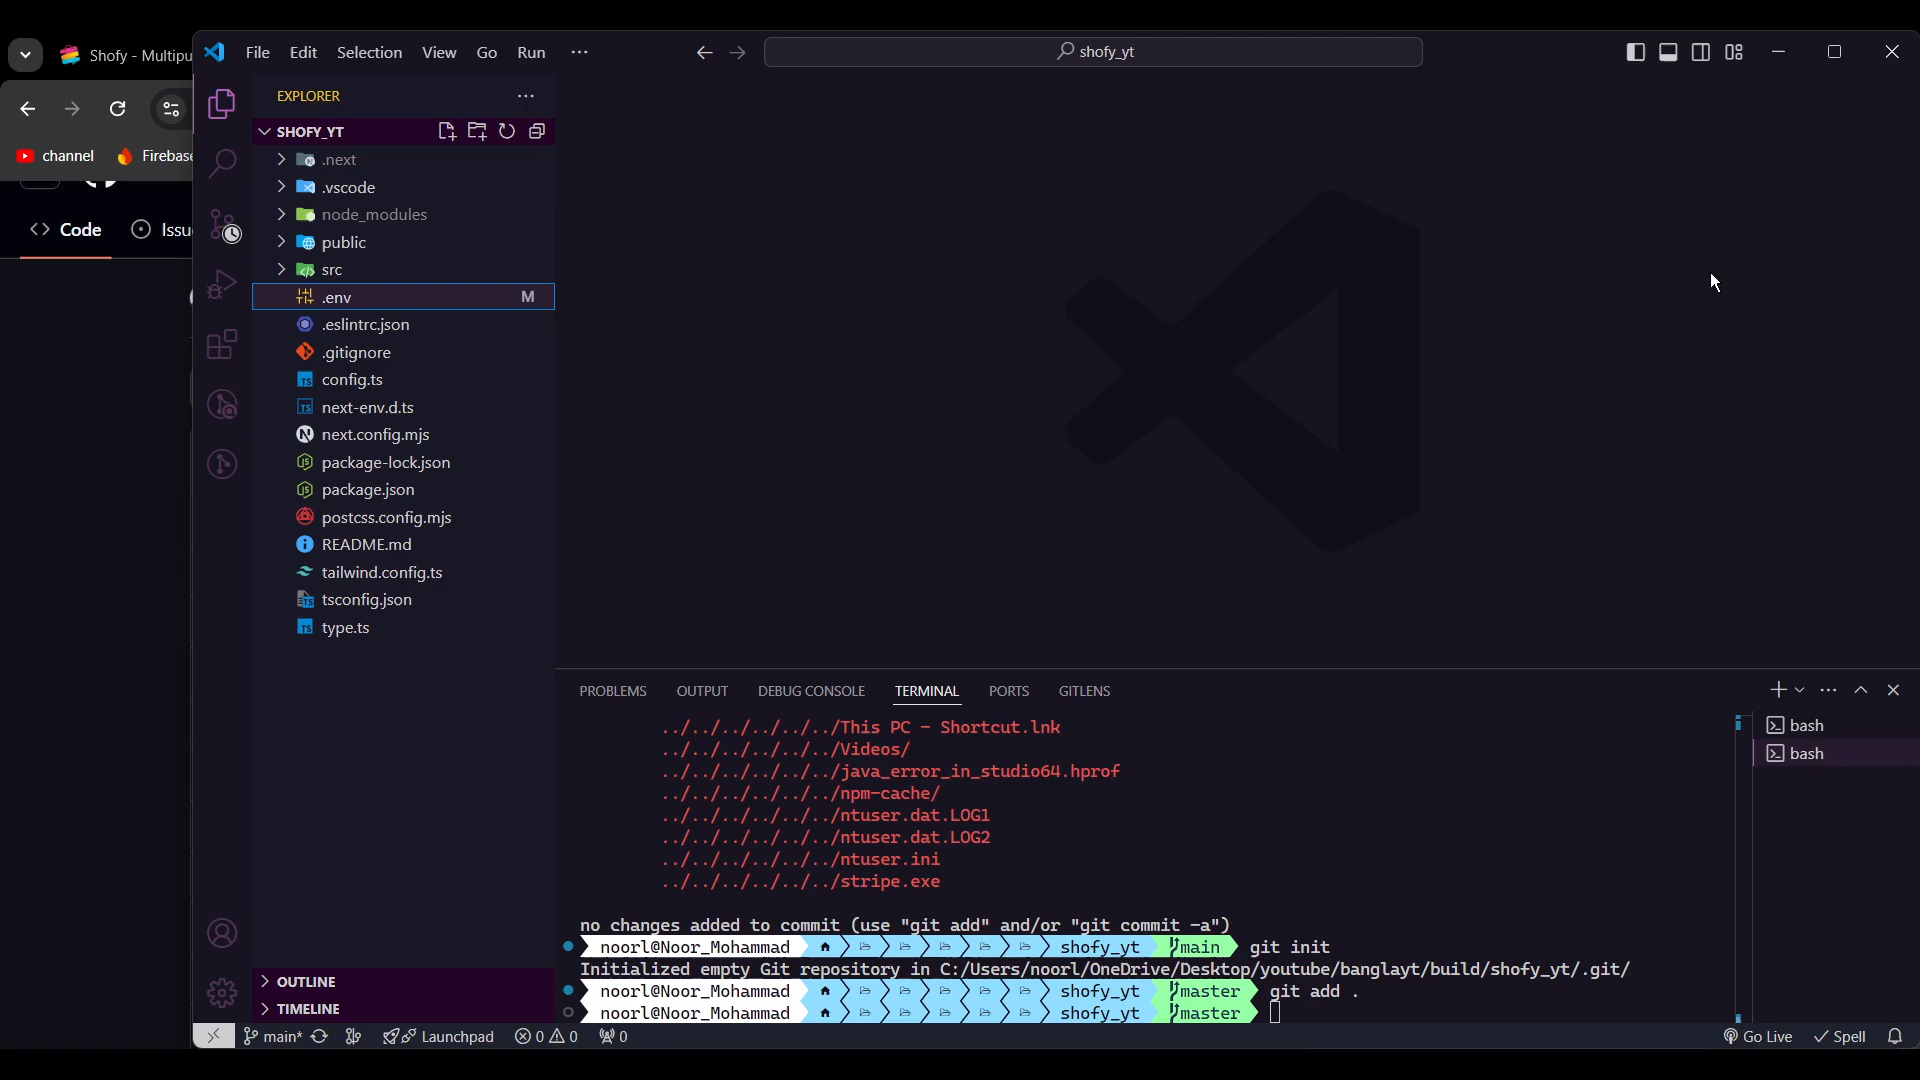 Shofy - Multipu
File Edit Selection View Go Run ···
shofy_yt
channel
Firebase
Code
Issu
EXPLORER
SHOFY_YT
.next
.vscode
node_modules
public
src
.env M
.eslintrc.json
.gitignore
config.ts
next-env.d.ts
next.config.mjs
package-lock.json
package.json
postcss.config.mjs
README.md
tailwind.config.ts
tsconfig.json
type.ts
OUTLINE
TIMELINE
PROBLEMS OUTPUT DEBUG CONSOLE TERMINAL PORTS GITLENS
bash
bash
../../../../../../This PC - Shortcut.lnk
../../../../../../Videos/
../../../../../../java_error_in_studio64.hprof
../../../../../../npm-cache/
../../../../../../ntuser.dat.LOG1
../../../../../../ntuser.dat.LOG2
../../../../../../ntuser.ini
../../../../../../stripe.exe
no changes added to commit (use "git add" and/or "git commit -a")
noorl@Noor_Mohammad shofy_yt main git init
Initialized empty Git repository in C:/Users/noorl/OneDrive/Desktop/youtube/banglayt/build/shofy_yt/.git/
noorl@Noor_Mohammad shofy_yt master git add .
noorl@Noor_Mohammad shofy_yt master
main* Launchpad 0 0 0 Go Live Spell